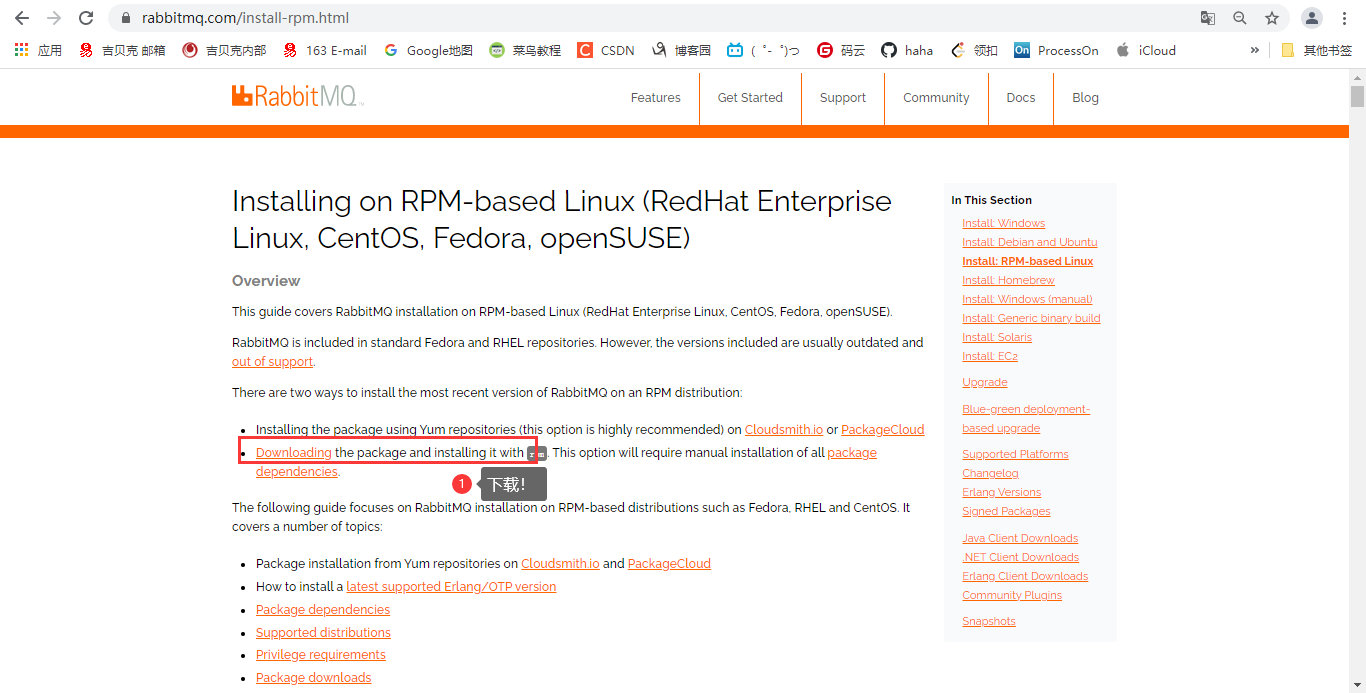 rabbitmq.com/install-rpm.html
应用 吉贝克 邮箱 吉贝克内部 163 E-mail Google地图 菜鸟教程 CSDN 博客园 ( ゜- ゜)つ 码云 haha 领扣 ProcessOn iCloud » 其他书签
RabbitMQ Features Get Started Support Community Docs Blog
Installing on RPM-based Linux (RedHat Enterprise
Linux, CentOS, Fedora, openSUSE)
Overview
This guide covers RabbitMQ installation on RPM-based Linux (RedHat Enterprise Linux, CentOS, Fedora, openSUSE).
RabbitMQ is included in standard Fedora and RHEL repositories. However, the versions included are usually outdated and
out of support.
There are two ways to install the most recent version of RabbitMQ on an RPM distribution:
• Installing the package using Yum repositories (this option is highly recommended) on Cloudsmith.io or PackageCloud
• Downloading the package and installing it with rpm. This option will require manual installation of all package
dependencies.
1 下载！
The following guide focuses on RabbitMQ installation on RPM-based distributions such as Fedora, RHEL and CentOS. It
covers a number of topics:
• Package installation from Yum repositories on Cloudsmith.io and PackageCloud
• How to install a latest supported Erlang/OTP version
• Package dependencies
• Supported distributions
• Privilege requirements
• Package downloads
In This Section
Install: Windows
Install: Debian and Ubuntu
Install: RPM-based Linux
Install: Homebrew
Install: Windows (manual)
Install: Generic binary build
Install: Solaris
Install: EC2
Upgrade
Blue-green deployment-
based upgrade
Supported Platforms
Changelog
Erlang Versions
Signed Packages
Java Client Downloads
.NET Client Downloads
Erlang Client Downloads
Community Plugins
Snapshots